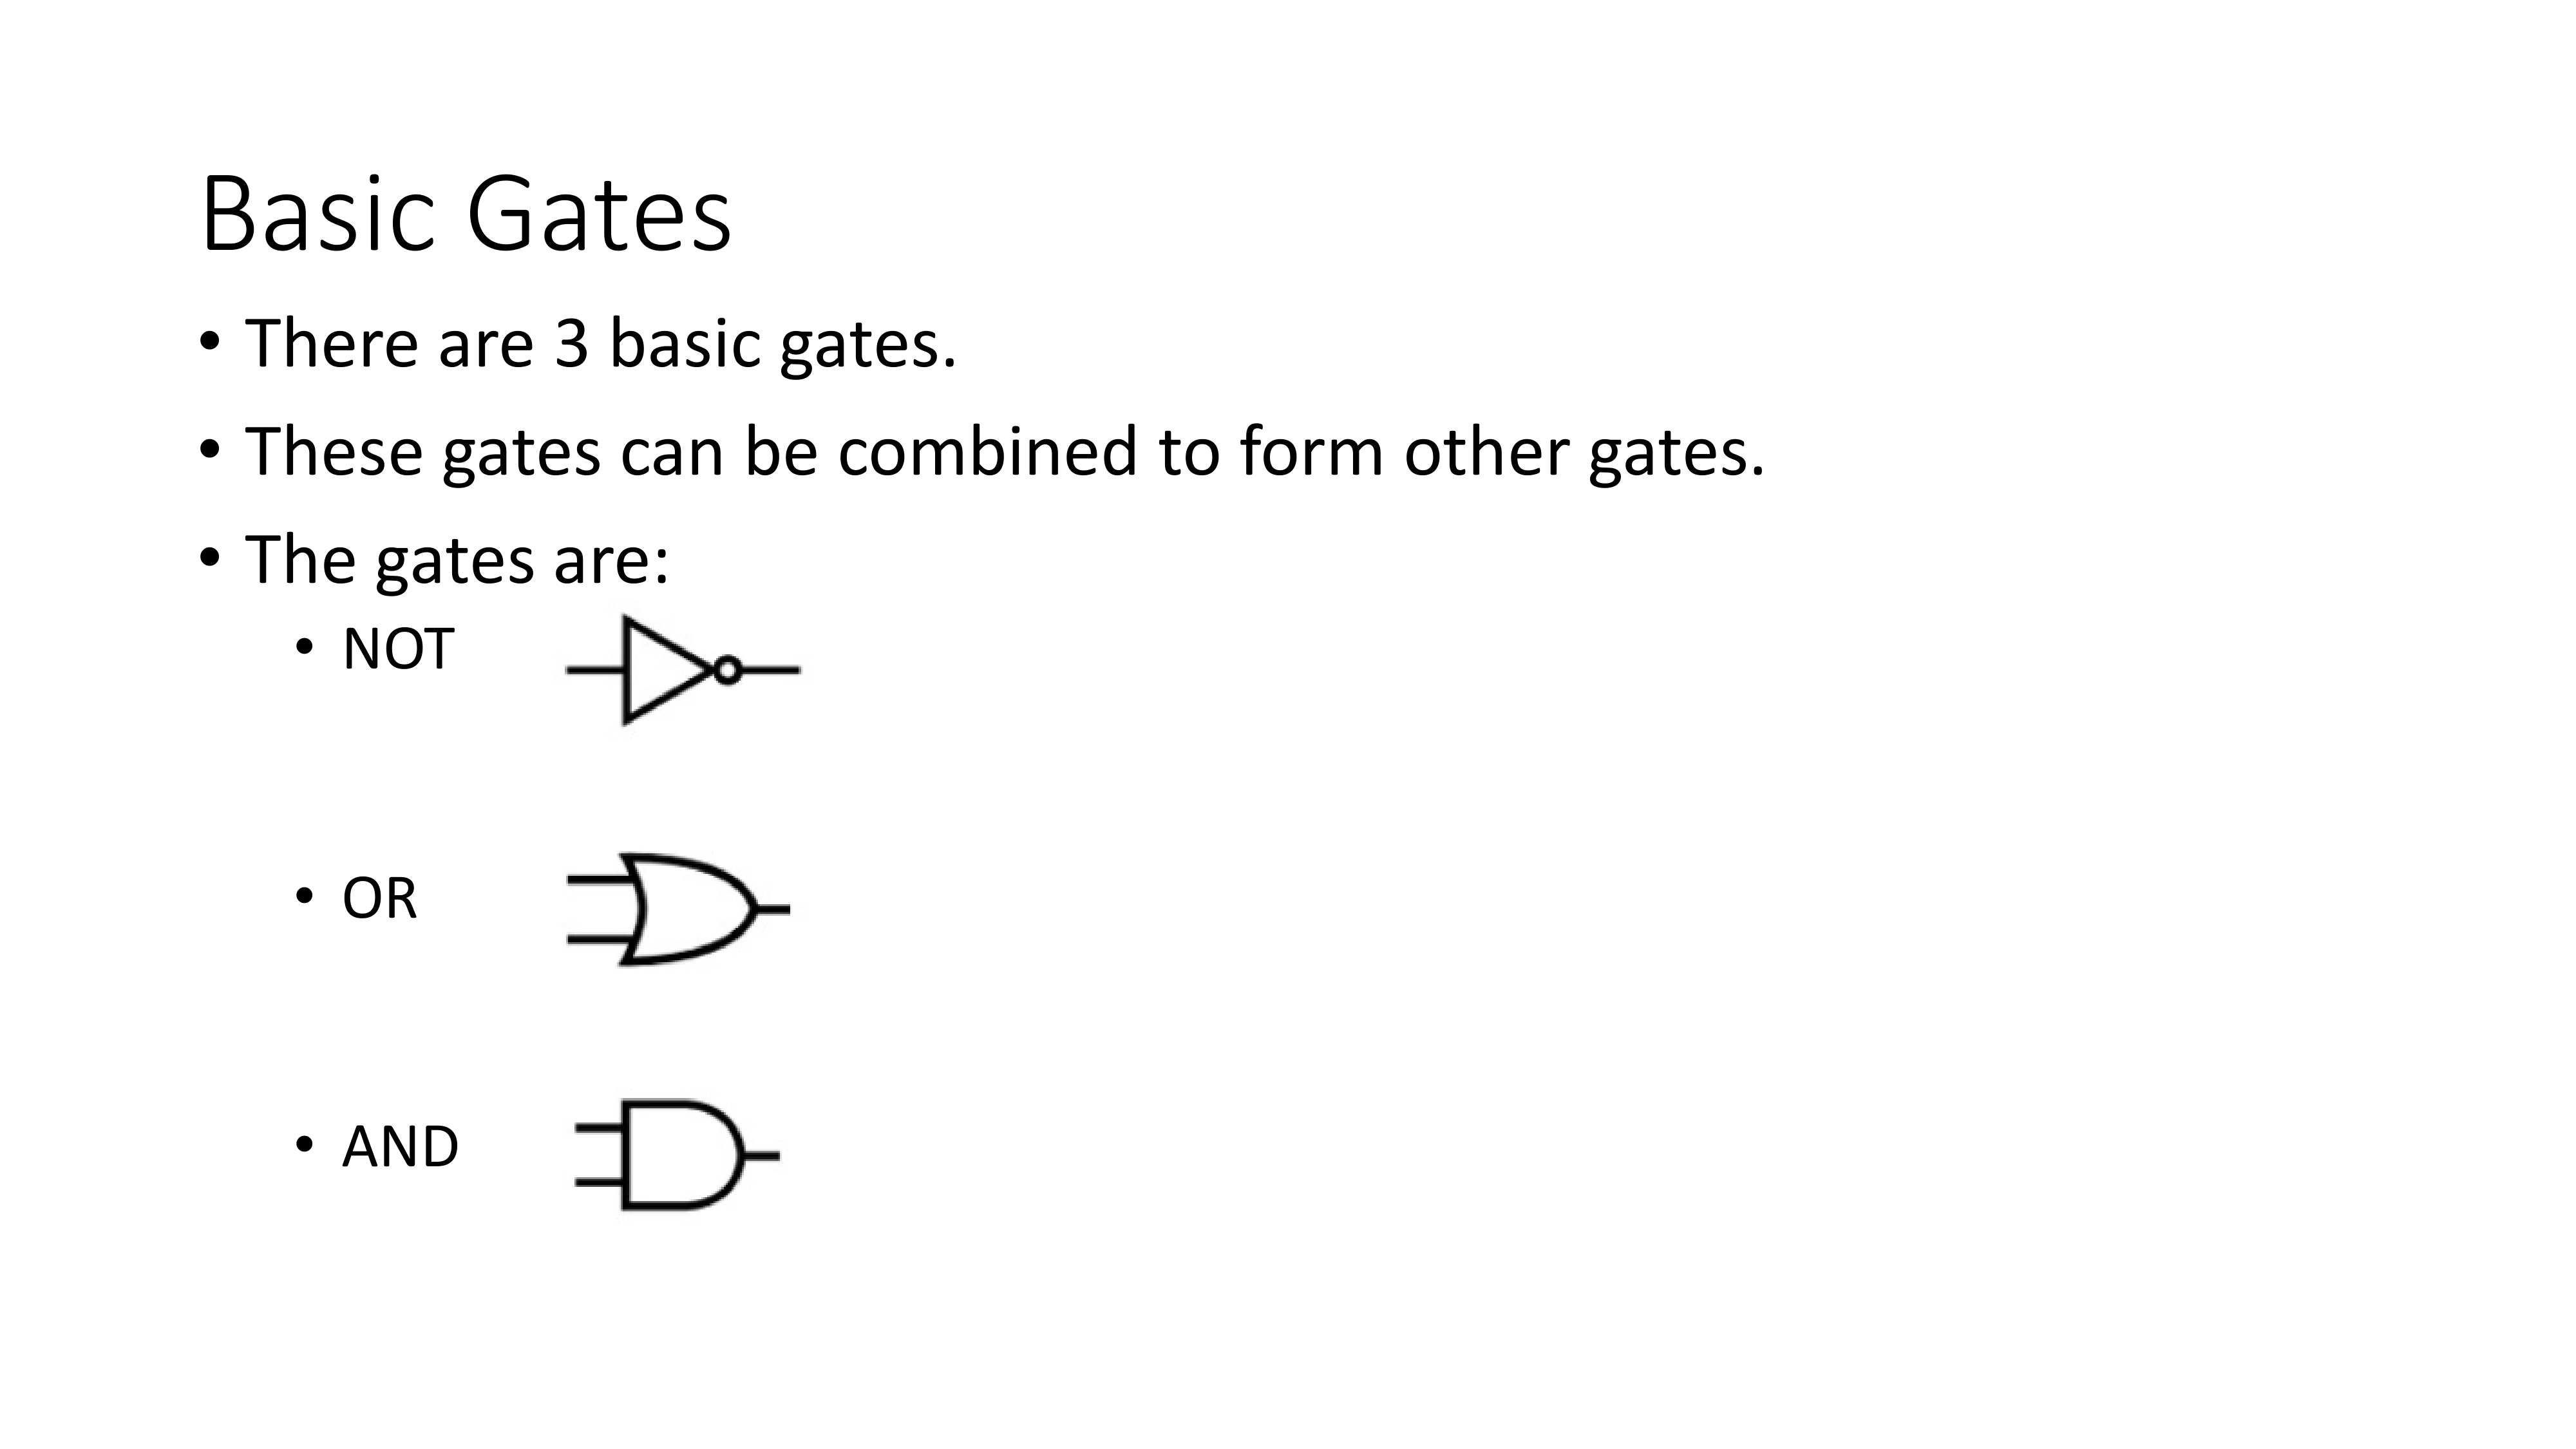 Basic Gates
• There are 3 basic gates.
• These gates can be combined to form other gates.
• The gates are:
• NOT
• OR
• AND